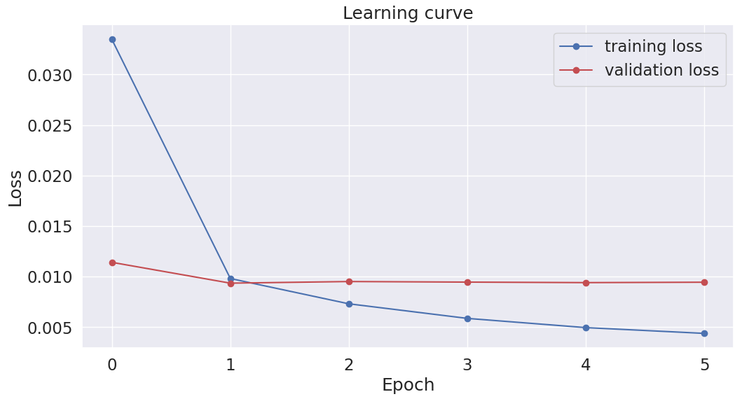 Learning curve
training loss
validation loss
0.030
0.025
0.020
0.015
0.010
0.005
Loss
0 1 2 3 4 5
Epoch